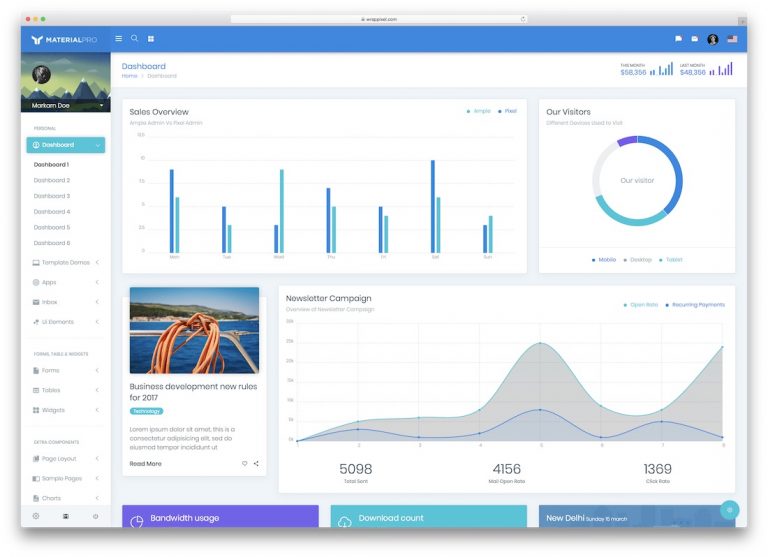 wrappixel.com
MATERIALPRO
Markarn Doe
PERSONAL
Dashboard
Dashboard 1
Dashboard 2
Dashboard 3
Dashboard 4
Dashboard 5
Dashboard 6
Template Demos
Apps
Inbox
Ui Elements
FORMS, TABLE & WIDGETS
Forms
Tables
Widgets
EXTRA COMPONENTS
Page Layout
Sample Pages
Charts
Dashboard
Home / Dashboard
THIS MONTH
$58,356
LAST MONTH
$48,356
Sales Overview
Ample Admin Vs Pixel Admin
Ample Pixel
12.5
10
7.5
5
2.5
0
Mon Tue Wed Thu Fri Sat Sun
Our Visitors
Different Devices Used to Visit
Our visitor
Mobile Desktop Tablet
Business development new rules
for 2017
Technology
Lorem ipsum dolor sit amet, this is a
consectetur adipisicing elit, sed do
eiusmod tempor incididunt ut
Read More
Newsletter Campaign
Overview of Newsletter Campaign
Open Rate Recurring Payments
30k
25k
20k
15k
10k
5k
0k
1 2 3 4 5 6 7 8
5098
Total Sent
4156
Mail Open Rate
1369
Click Rate
Bandwidth usage
Download count
New Delhi Sunday 15 march